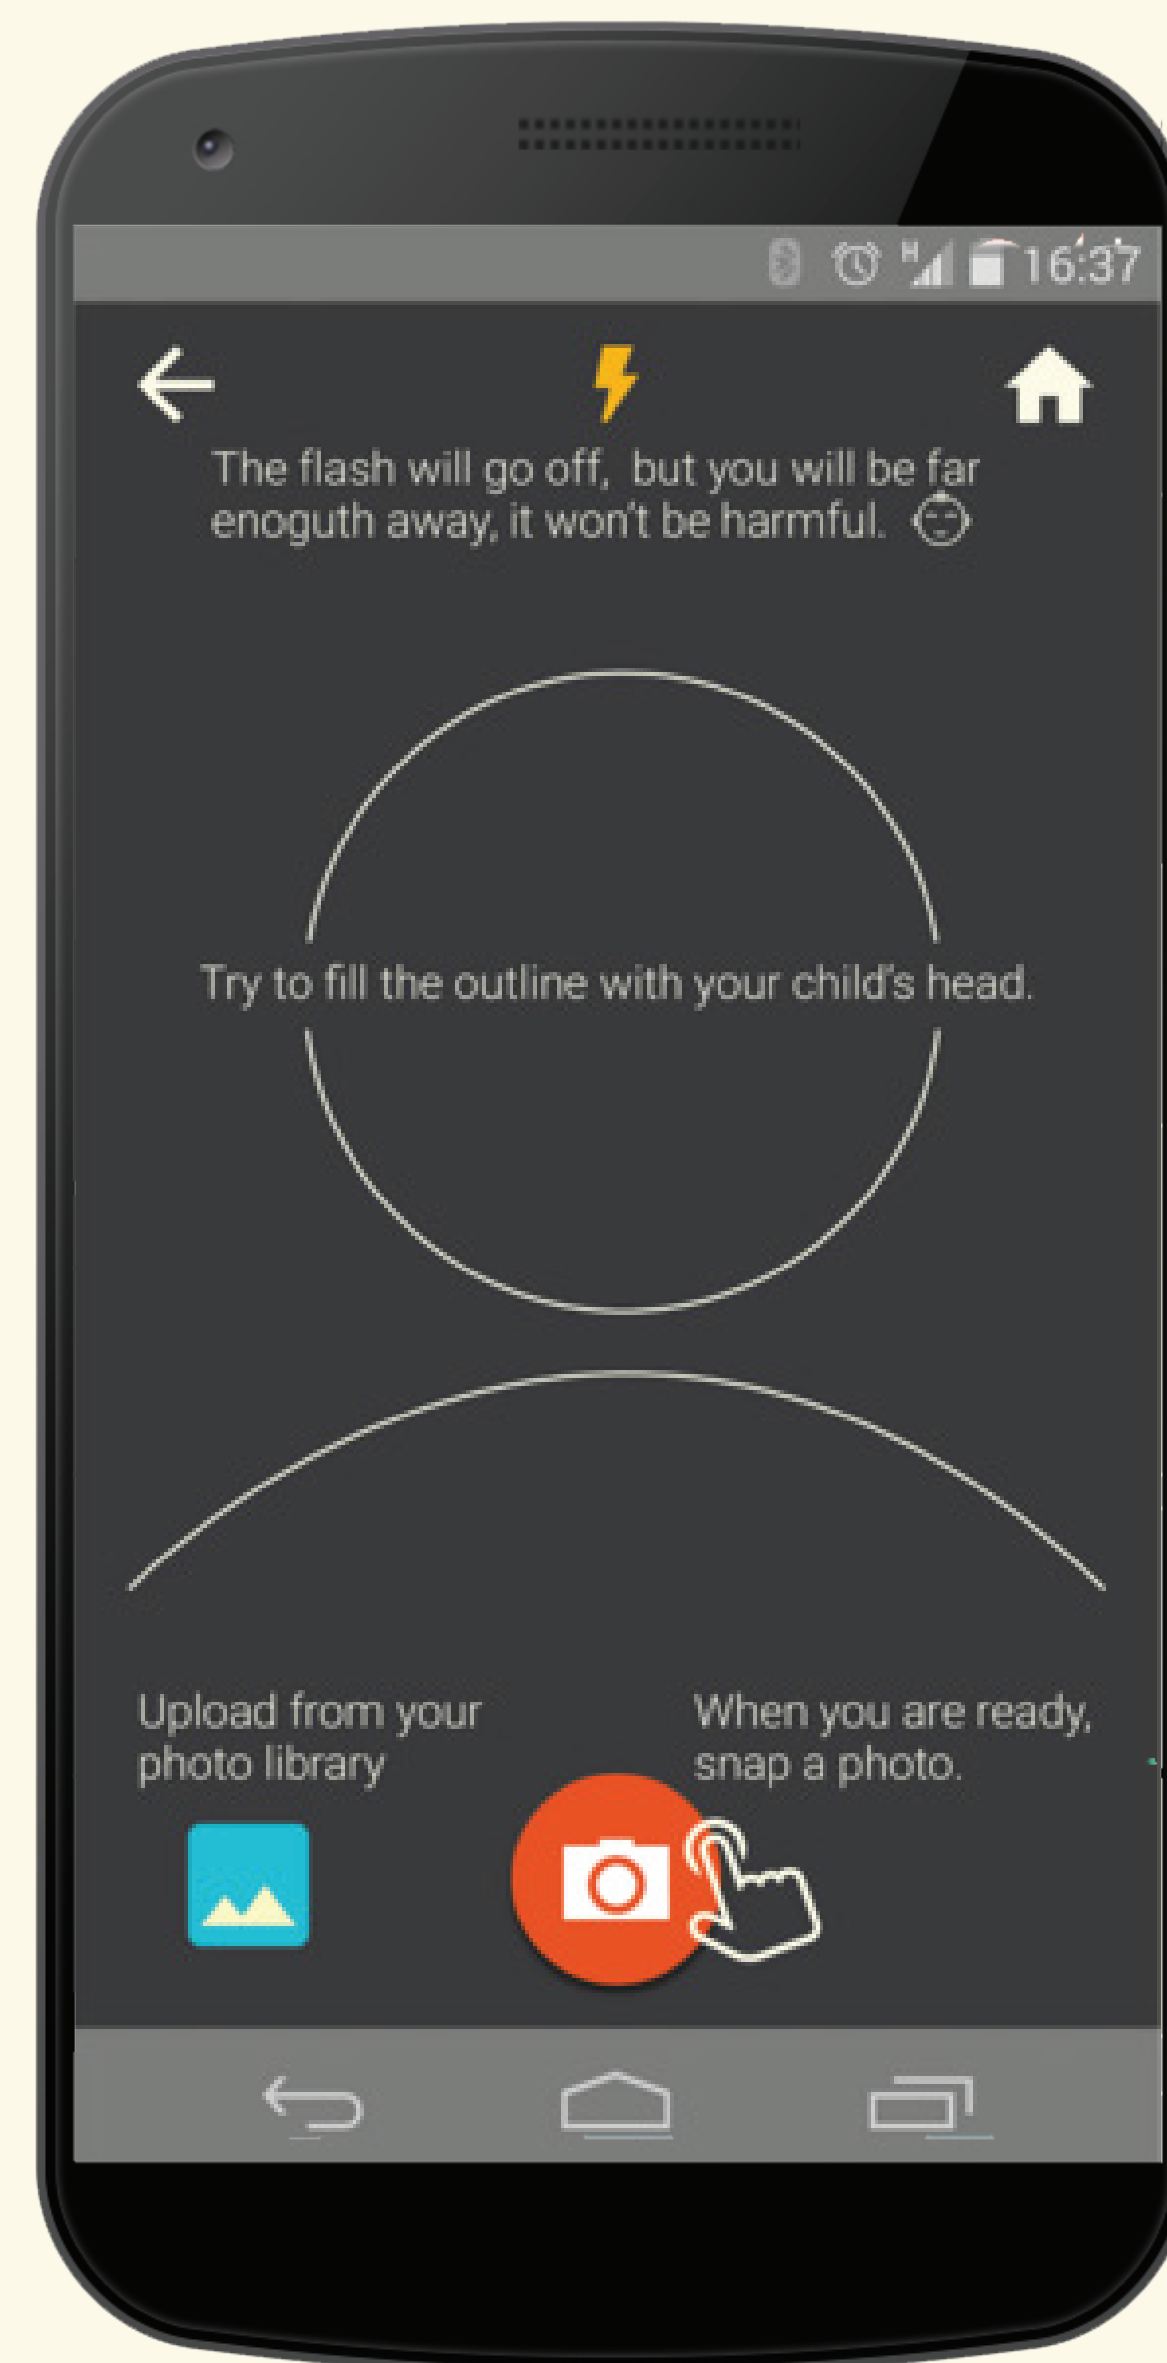 H 16:37
The flash will go off, but you will be far
enoguth away, it won't be harmful.
Try to fill the outline with your child's head.
Upload from your
photo library
When you are ready,
snap a photo.